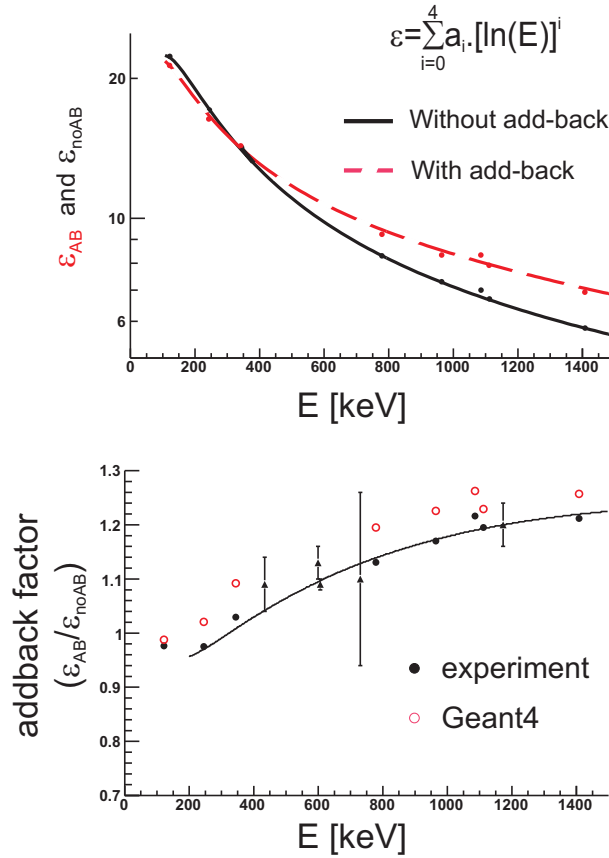 ε=∑a_i.[ln(E)]^i
4
i=0
20
Without add-back
With add-back
ε_AB and ε_noAB
10
6
0 200 400 600 800 1000 1200 1400
E [keV]
1.3
1.2
1.1
1
0.9
0.8
0.7
addback factor
(ε_AB/ε_noAB)
experiment
Geant4
0 200 400 600 800 1000 1200 1400
E [keV]